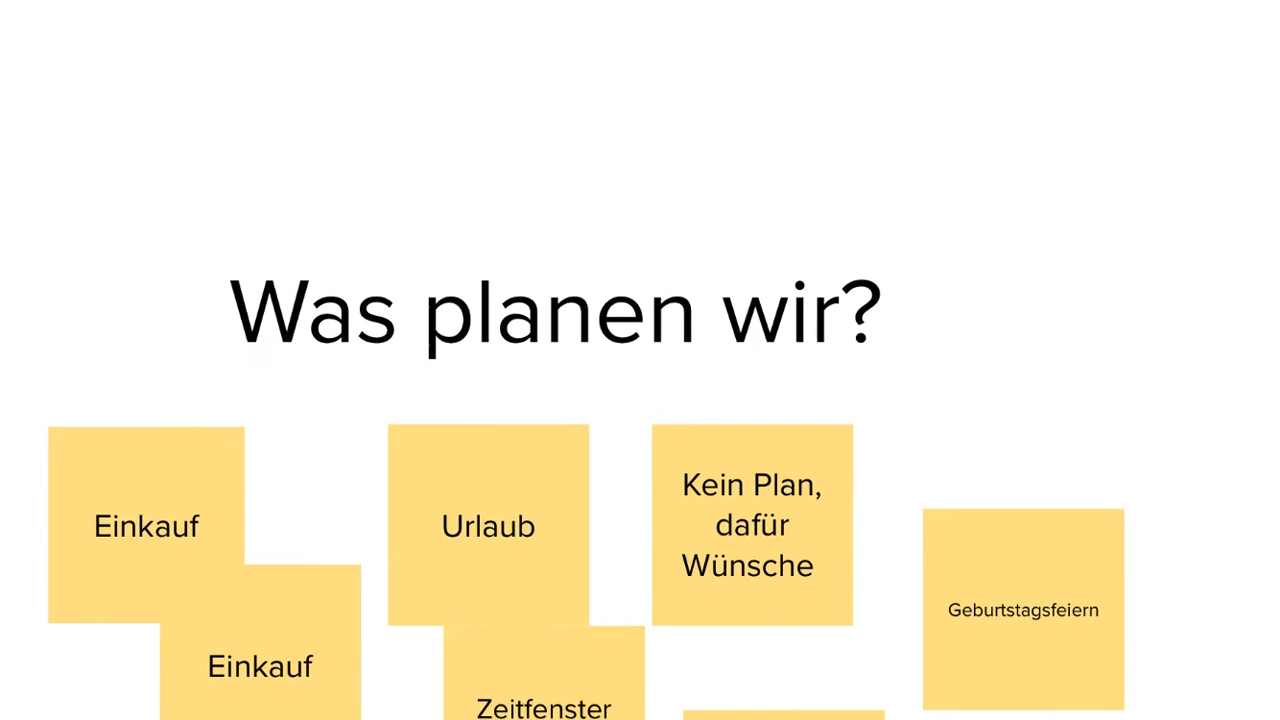 Was planen wir?
Einkauf
Urlaub
Kein Plan,
dafür
Wünsche
Geburtstagsfeiern
Einkauf
Zeitfenster